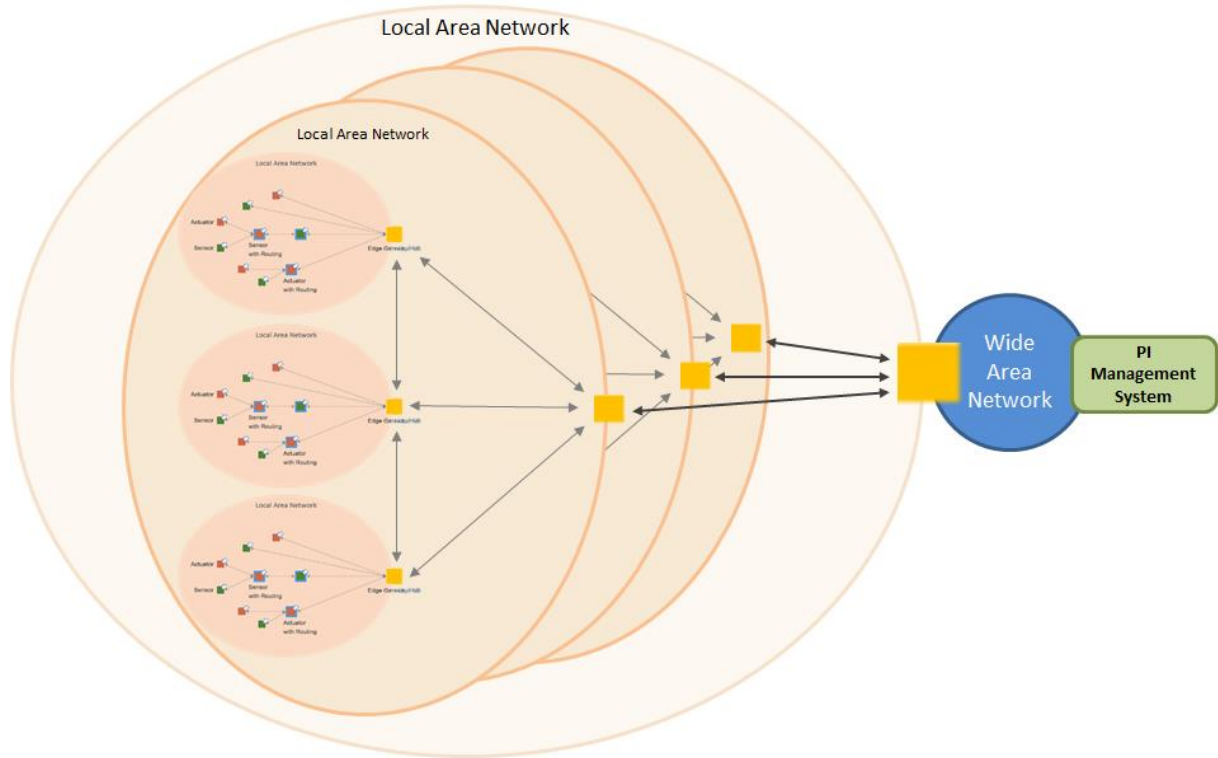 Local Area Network
Local Area Network
Local Area Network
Actuator
Sensor
Sensor
with Routing
Actuator
with Routing
Edge Gateway/Hub
Local Area Network
Actuator
Sensor
Sensor
with Routing
Actuator
with Routing
Edge Gateway/Hub
Local Area Network
Actuator
Sensor
Sensor
with Routing
Actuator
with Routing
Edge Gateway/Hub
Wide
Area
Network
PI
Management
System